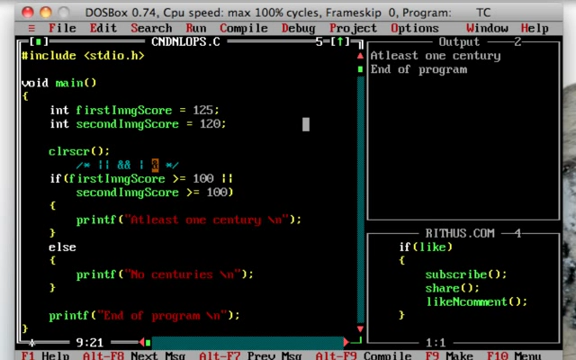 DOSBox 0.74, Cpu speed: max 100% cycles, Frameskip 0, Program: TC
≡ File Edit Search Run Compile Debug Project Options Window Help
CNDNLOPS.C 5
#include <stdio.h>
void main()
{
int firstInngScore = 125;
int secondInngScore = 120;
clrscr();
/* || && | & */
if(firstInngScore >= 100 ||
secondInngScore >= 100)
{
printf("Atleast one century \n");
}
else
{
printf("No centuries \n");
}
printf("End of program \n");
}
9:21
Output 2
Atleast one century
End of program
RITHUS.COM 4
if(like)
{
subscribe();
share();
likeNcomment();
}
1:1
F1 Help Alt-F8 Next Msg Alt-F7 Prev Msg Alt-F9 Compile F9 Make F10 Menu